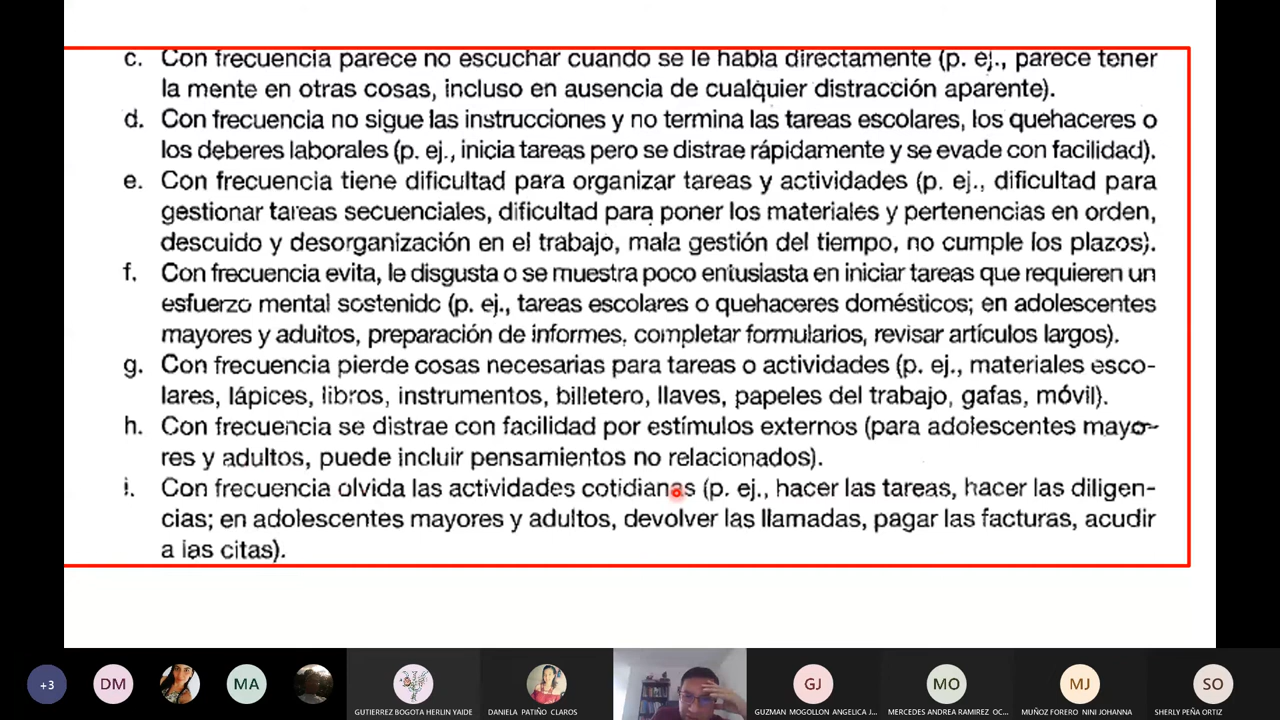 c. Con frecuencia parece no escuchar cuando se le habla directamente (p. ej., parece tener
la mente en otras cosas, incluso en ausencia de cualquier distracción aparente).
d. Con frecuencia no sigue las instrucciones y no termina las tareas escolares, los quehaceres o
los deberes laborales (p. ej., inicia tareas pero se distrae rápidamente y se evade con facilidad).
e. Con frecuencia tiene dificultad para organizar tareas y actividades (p. ej., dificultad para
gestionar tareas secuenciales, dificultad para poner los materiales y pertenencias en orden,
descuido y desorganización en el trabajo, mala gestión del tiempo, no cumple los plazos).
f. Con frecuencia evita, le disgusta o se muestra poco entusiasta en iniciar tareas que requieren un
esfuerzo mental sostenido (p. ej., tareas escolares o quehaceres domésticos; en adolescentes
mayores y adultos, preparación de informes, completar formularios, revisar artículos largos).
g. Con frecuencia pierde cosas necesarias para tareas o actividades (p. ej., materiales esco-
lares, lápices, libros, instrumentos, billetero, llaves, papeles del trabajo, gafas, móvil).
h. Con frecuencia se distrae con facilidad por estímulos externos (para adolescentes mayo-
res y adultos, puede incluir pensamientos no relacionados).
i. Con frecuencia olvida las actividades cotidianas (p. ej., hacer las tareas, hacer las diligen-
cias; en adolescentes mayores y adultos, devolver las llamadas, pagar las facturas, acudir
a las citas).
+3 DM MA GJ MO MJ SO
GUTIERREZ BOGOTA HERLIN YAIDE DANIELA PATIÑO CLAROS GUZMAN MOGOLLON ANGELICA J... MERCEDES ANDREA RAMIREZ OC... MUÑOZ FORERO NINI JOHANNA SHERLY PEÑA ORTIZ